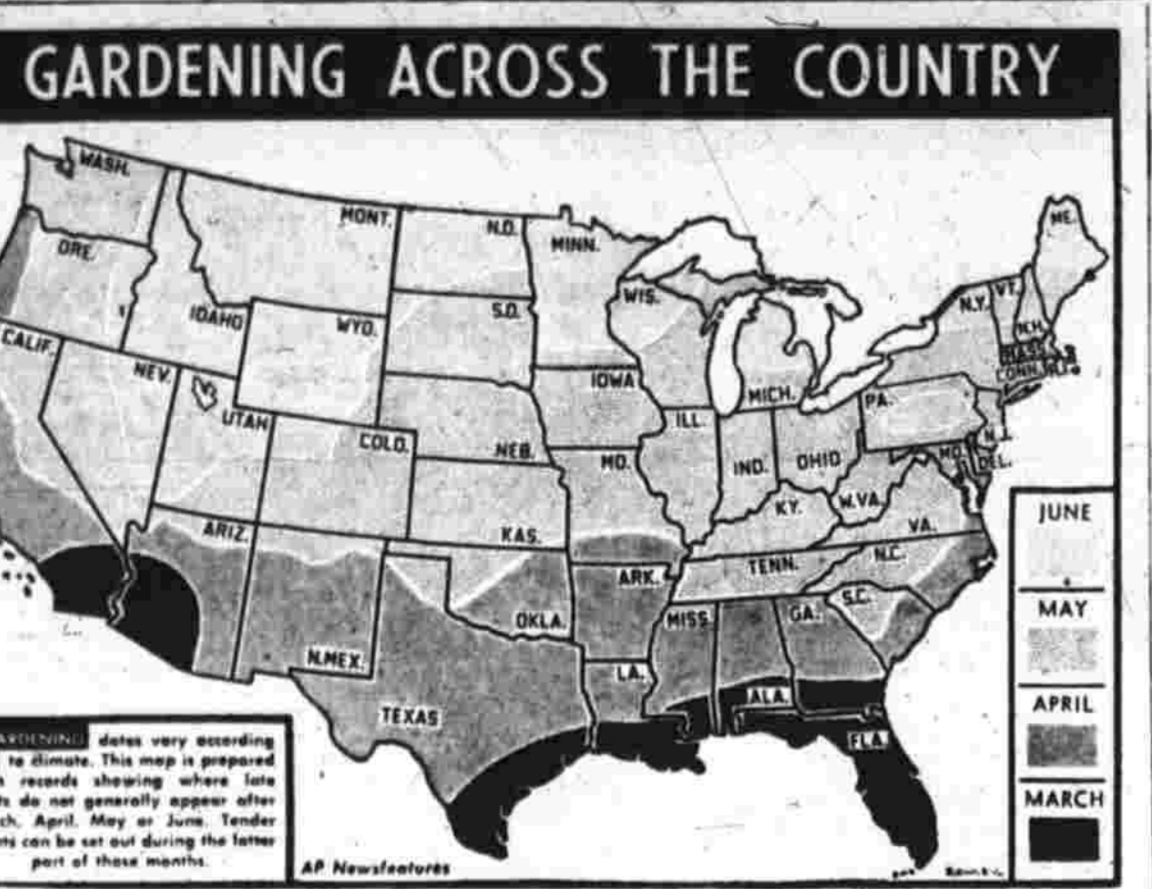 GARDENING ACROSS THE COUNTRY
WASH.
MONT.
N.D.
MINN.
ME.
ORE.
IDAHO
WYO.
S.D.
WIS.
N.Y.
VT.
N.H.
MASS.
CONN.
R.I.
CALIF.
NEV.
UTAH
COLO.
NEB.
IOWA
ILL.
MICH.
PA.
N.J.
IND.
OHIO
MD.
DEL.
MO.
KY.
W.VA.
VA.
KAS.
ARIZ.
N.MEX.
OKLA.
ARK.
TENN.
N.C.
S.C.
MISS.
GA.
LA.
ALA.
TEXAS
FLA.
JUNE
MAY
APRIL
MARCH
dates vary according
to climate. This map is prepared
records showing where late
do not generally appear after
April, May or June. Tender
can be set out during the latter
part of those months.
AP Newsfeatures